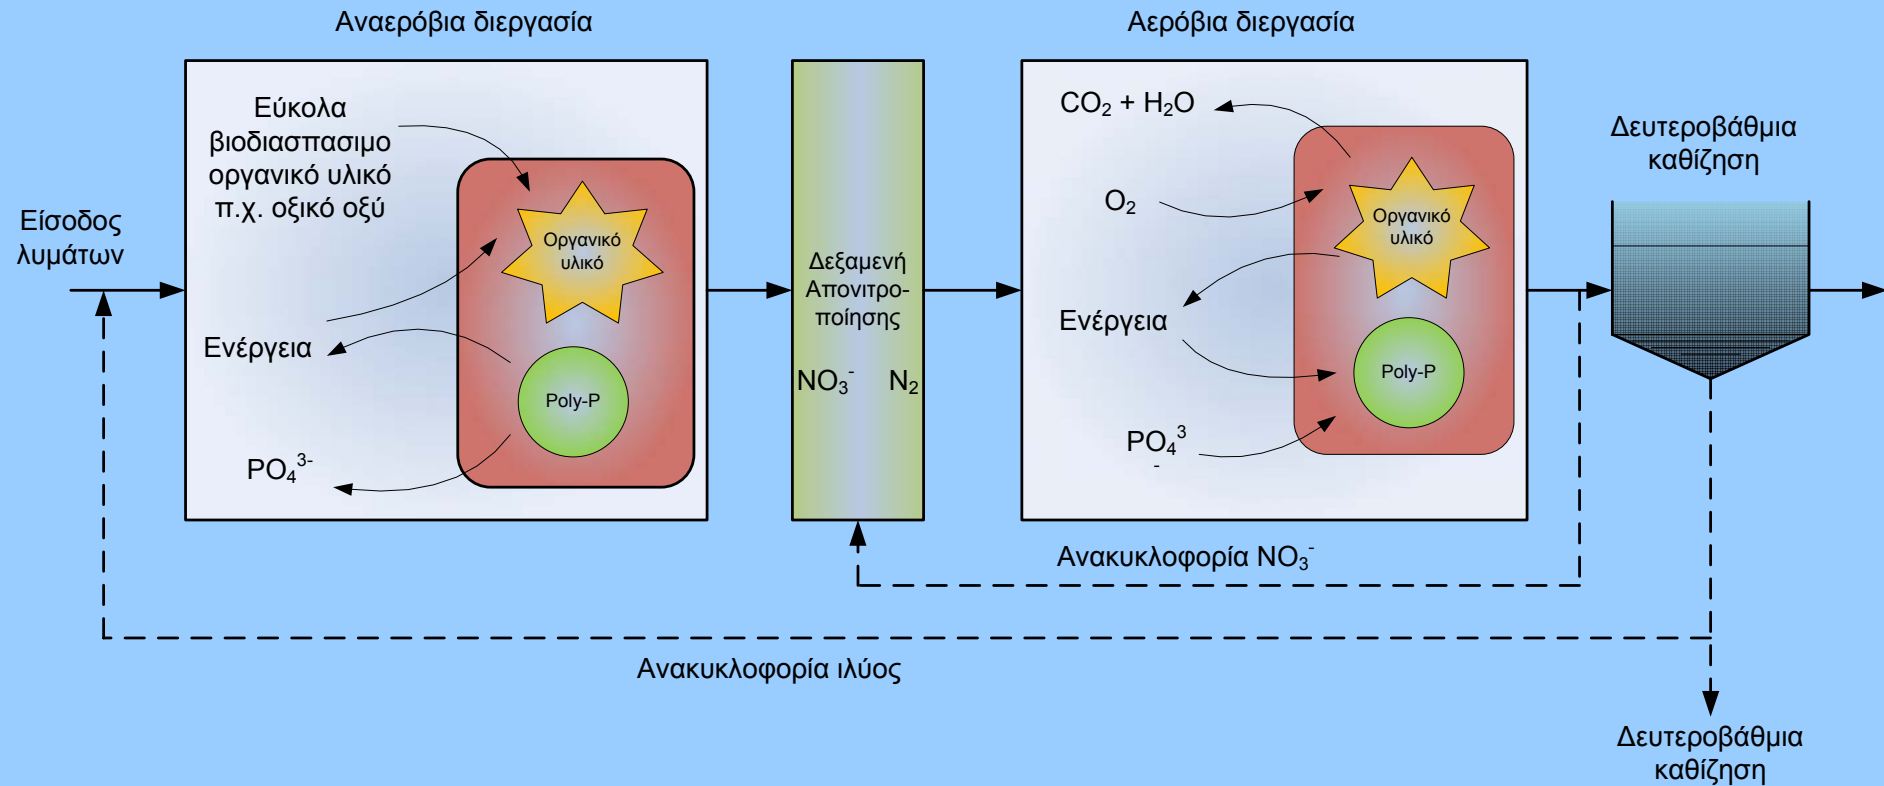 Αναερόβια διεργασία
Αερόβια διεργασία
Είσοδος
λυμάτων
Εύκολα
βιοδιασπασιμο
οργανικό υλικό
π.χ. οξικό οξύ
Οργανικό
υλικό
Ενέργεια
Poly-P
PO₄³⁻
Δεξαμενή
Απονιτρο-
ποίησης
NO₃⁻ N₂
CO₂ + H₂O
O₂
Οργανικό
υλικό
Ενέργεια
Poly-P
PO₄³
-
Δευτεροβάθμια
καθίζηση
Ανακυκλοφορία NO₃⁻
Ανακυκλοφορία ιλύος
Δευτεροβάθμια
καθίζηση